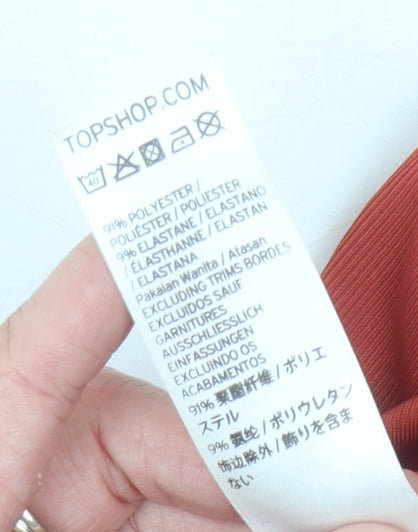 TOPSHOP.COM
40
91% POLYESTER /
POLIÉSTER / POLIESTER
9% ELASTANE / ELASTANO
/ ÉLASTHANNE / ELASTAN
/ ELASTANA
Pakaian Wanita / Atasan
EXCLUDING TRIMS BORDES
EXCLUIDOS SAUF
GARNITURES
AUSSCHLIESSLICH
EINFASSUNGEN
EXCLUINDO OS
ACABAMENTOS
91% 聚酯纤维 / ポリエ
ステル
9% 氨纶 / ポリウレタン
饰边除外 / 飾りを含ま
ない